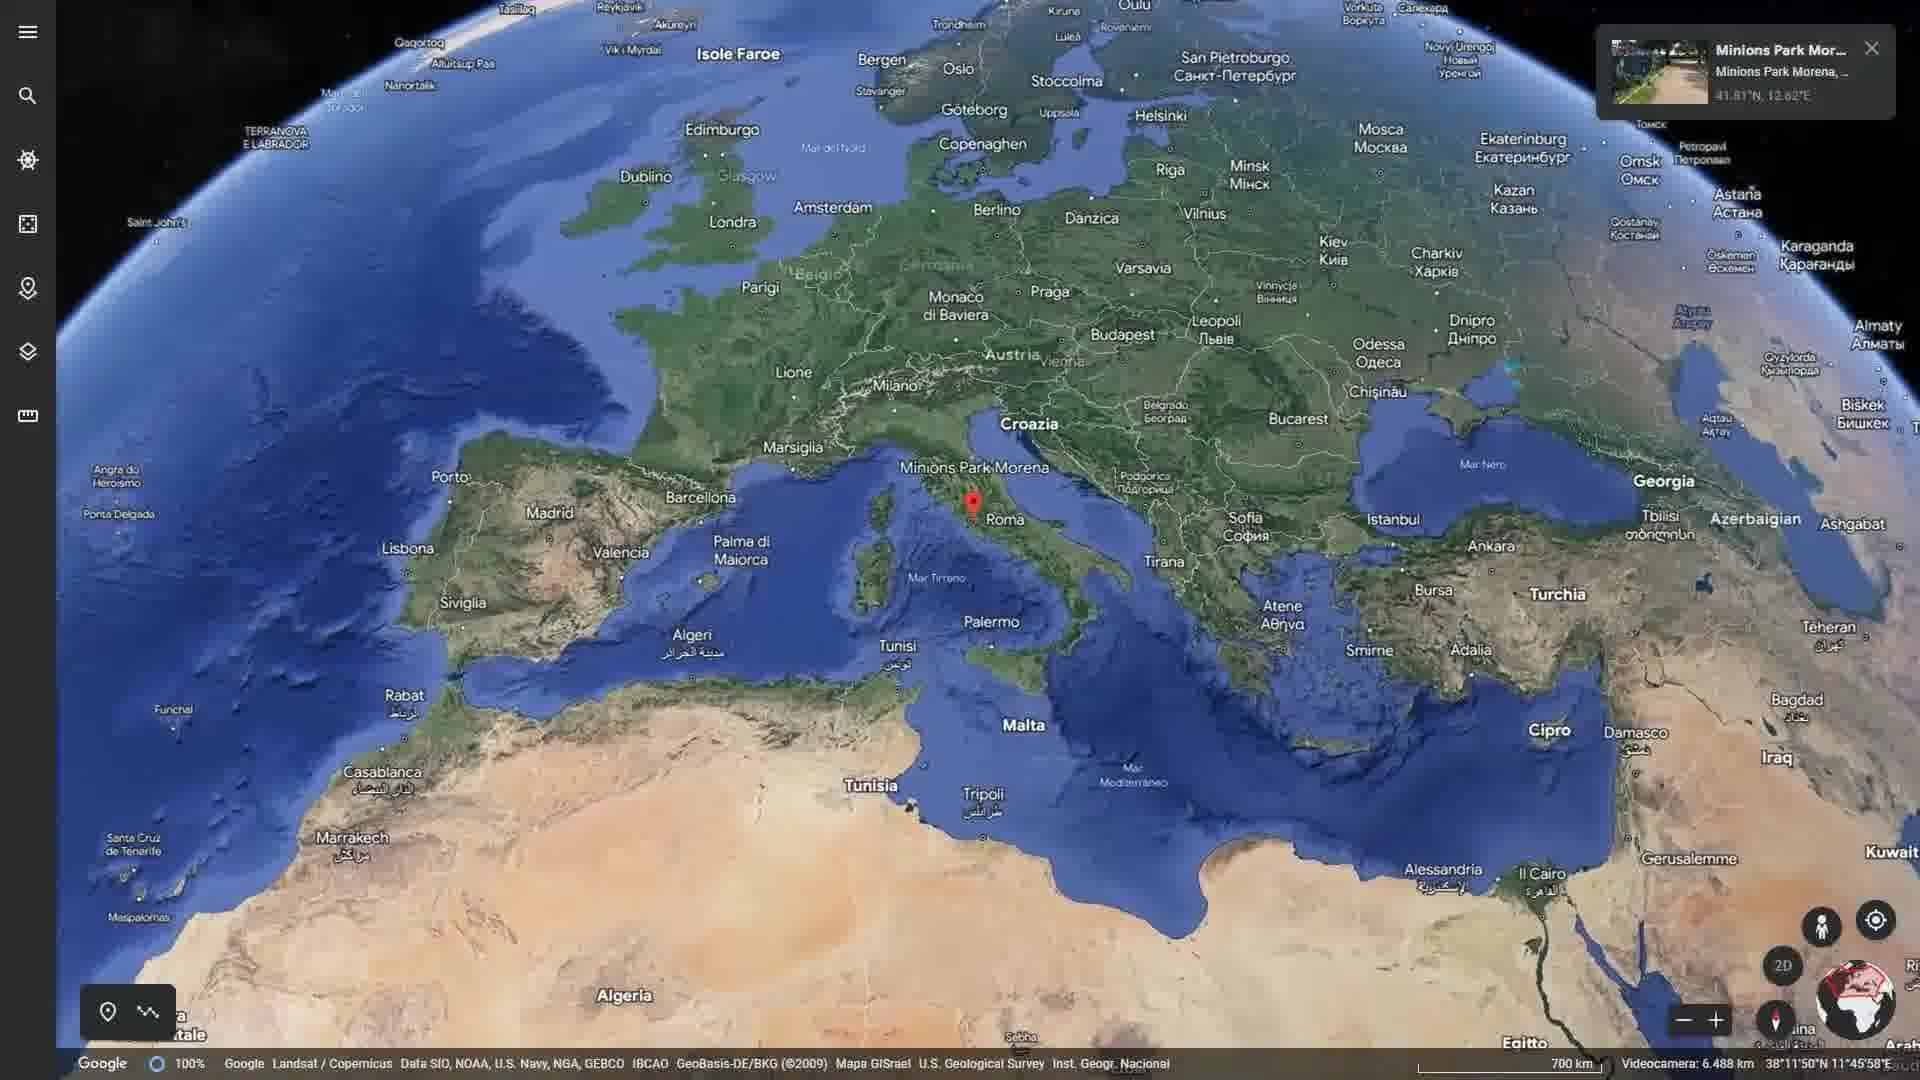 Tasiilaq
Reykjavík
Akureyri
Vik i Myrdal
Isole Faroe
Qaqortoq
Alluitsup Paa
Nanortalik
TERRANOVA
E LABRADOR
Saint John's
Trondheim
Kiruna
Oulu
Luleå
Rovaniemi
Bergen
Oslo
Stavanger
Stoccolma
Uppsala
San Pietroburgo
Санкт-Петербург
Vorkuta
Воркута
Салехард
Novyj Urengoj
Новый
Уренгой
Minions Park Mor...
Minions Park Morena, ...
41.81°N, 12.62°E
Göteborg
Helsinki
Copenaghen
Edimburgo
Mar del Nord
Glasgow
Dublino
Londra
Amsterdam
Berlino
Danzica
Riga
Vilnius
Minsk
Мінск
Mosca
Москва
Ekaterinburg
Екатеринбург
Томск
Omsk
Омск
Petropavl
Петропавл
Kazan
Казань
Astana
Астана
Qostanay
Қостанай
Karaganda
Қарағанды
Öskemen
Өскемен
Belgio
Germania
Parigi
Monaco
di Baviera
Praga
Varsavia
Kiev
Київ
Charkiv
Харків
Vinnycja
Вінниця
Leopoli
Львів
Budapest
Dnipro
Дніпро
Odessa
Одеса
Atyrau
Атырау
Almaty
Алматы
Qyzylorda
Қызылорда
Austria
Vienna
Lione
Milano
Chișinău
Belgrado
Београд
Bucarest
Aqtau
Ақтау
Biškek
Бишкек
Croazia
Marsiglia
Minions Park Morena
Mar Nero
Angra do
Heroísmo
Ponta Delgada
Porto
Madrid
Barcellona
Roma
Podgorica
Подгорица
Sofia
София
Istanbul
Georgia
Tbilisi
თბილისი
Azerbaigian
Ashgabat
Lisbona
Valencia
Palma di
Maiorca
Mar Tirreno
Tirana
Ankara
Bursa
Turchia
Siviglia
Algeri
مدينة الجزائر
Tunisi
تونس
Palermo
Atene
Αθήνα
Smirne
Adalia
Teheran
تهران
Rabat
الرباط
Funchal
Malta
Cipro
Damasco
دمشق
Bagdad
بغداد
Iraq
Casablanca
الدار البيضاء
Tunisia
Tripoli
طرابلس
Mar
Mediterraneo
Santa Cruz
de Tenerife
Marrakech
مراكش
Maspalomas
Alessandria
الإسكندرية
Il Cairo
القاهرة
Gerusalemme
Kuwait
Algeria
Sebha
Egitto
2D
Google
100%
Google Landsat / Copernicus Data SIO, NOAA, U.S. Navy, NGA, GEBCO IBCAO GeoBasis-DE/BKG (©2009) Mapa GISrael U.S. Geological Survey Inst. Geogr. Nacional
700 km
Videocamera: 6.488 km 38°11'50"N 11°45'58"E